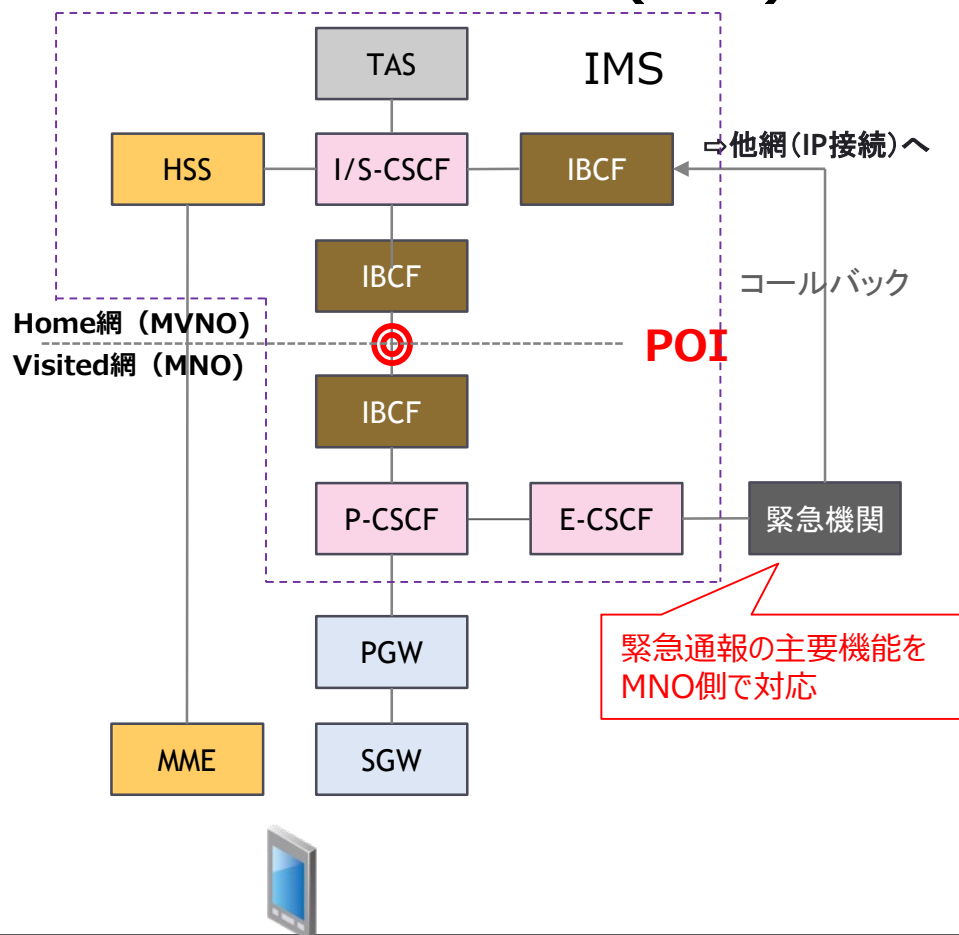 TAS
IMS
⇨他網（IP接続）へ
HSS
I/S-CSCF
IBCF
IBCF
コールバック
Home網（MVNO)
POI
Visited網（MNO)
IBCF
P-CSCF
E-CSCF
緊急機関
PGW
緊急通報の主要機能を
MNO側で対応
MME
SGW